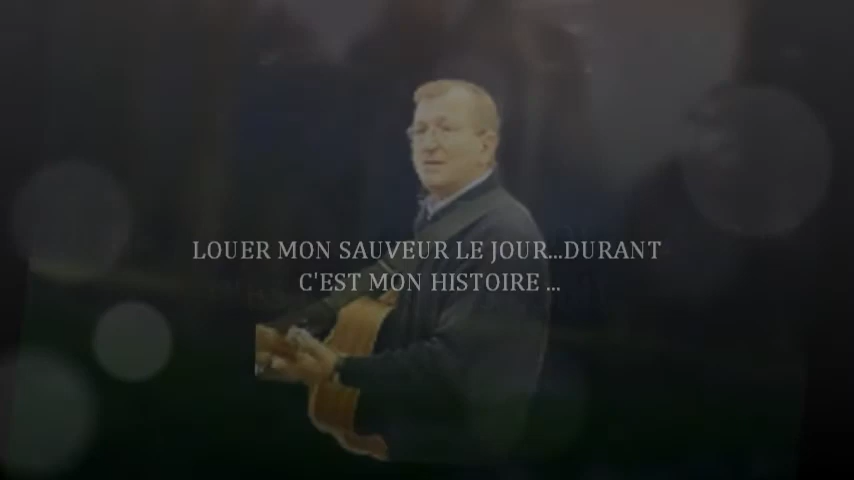 LOUER MON SAUVEUR LE JOUR...DURANT
C'EST MON HISTOIRE ...